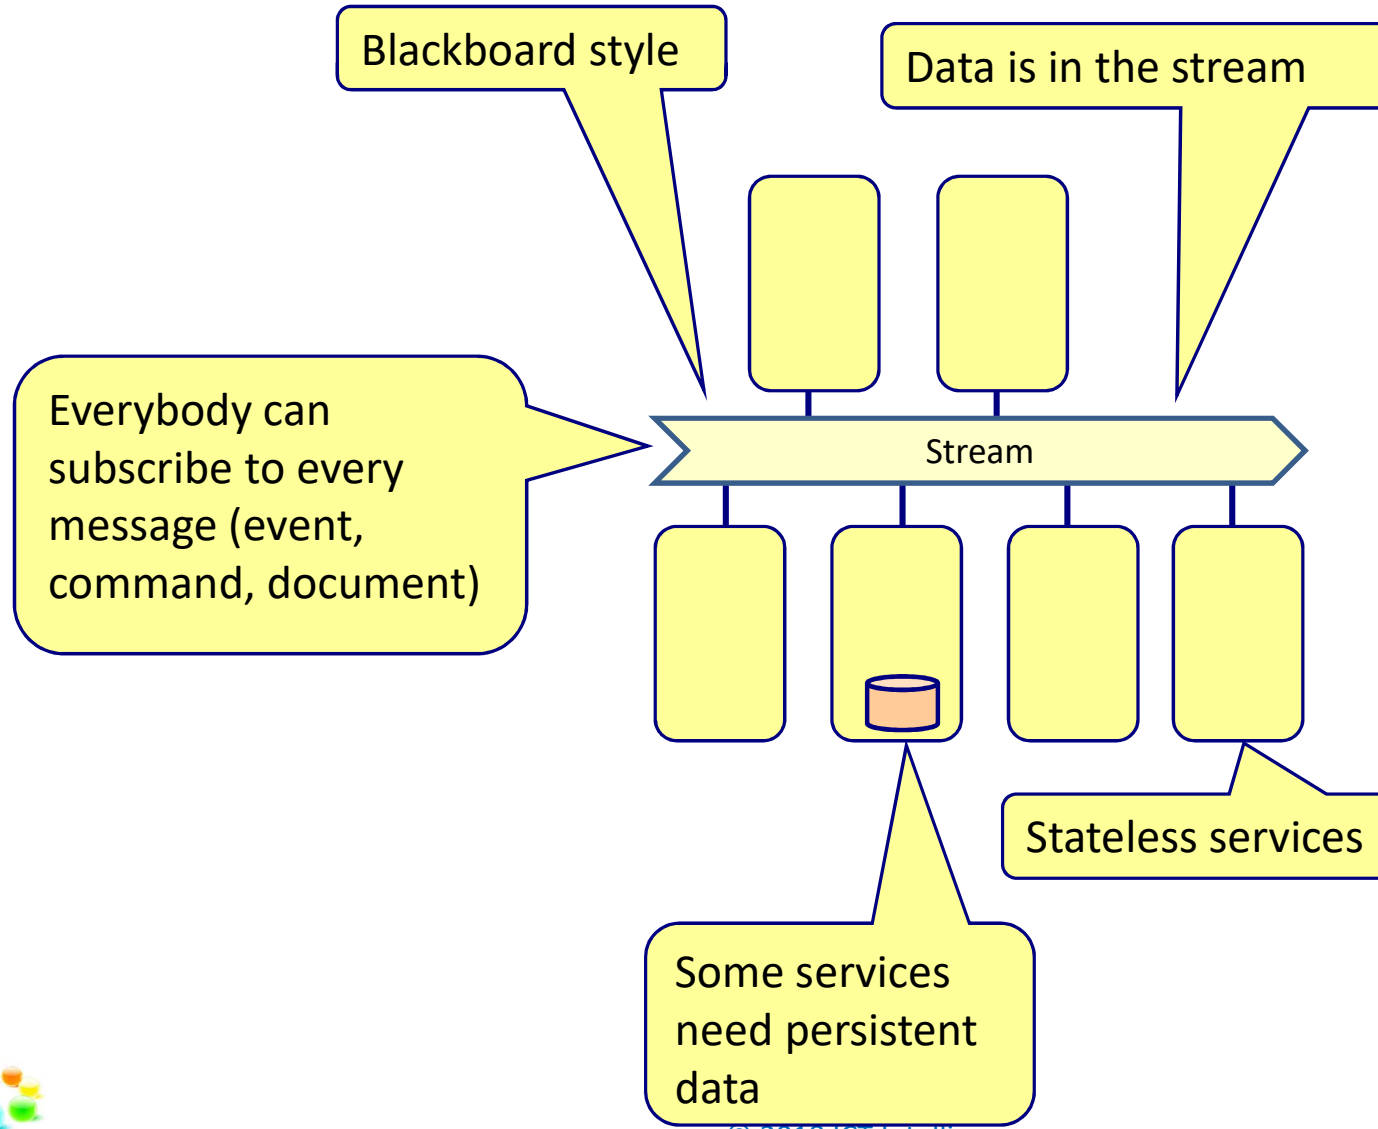 Blackboard style
Data is in the stream
Everybody can
subscribe to every
message (event,
command, document)
Stream
Stateless services
Some services
need persistent
data